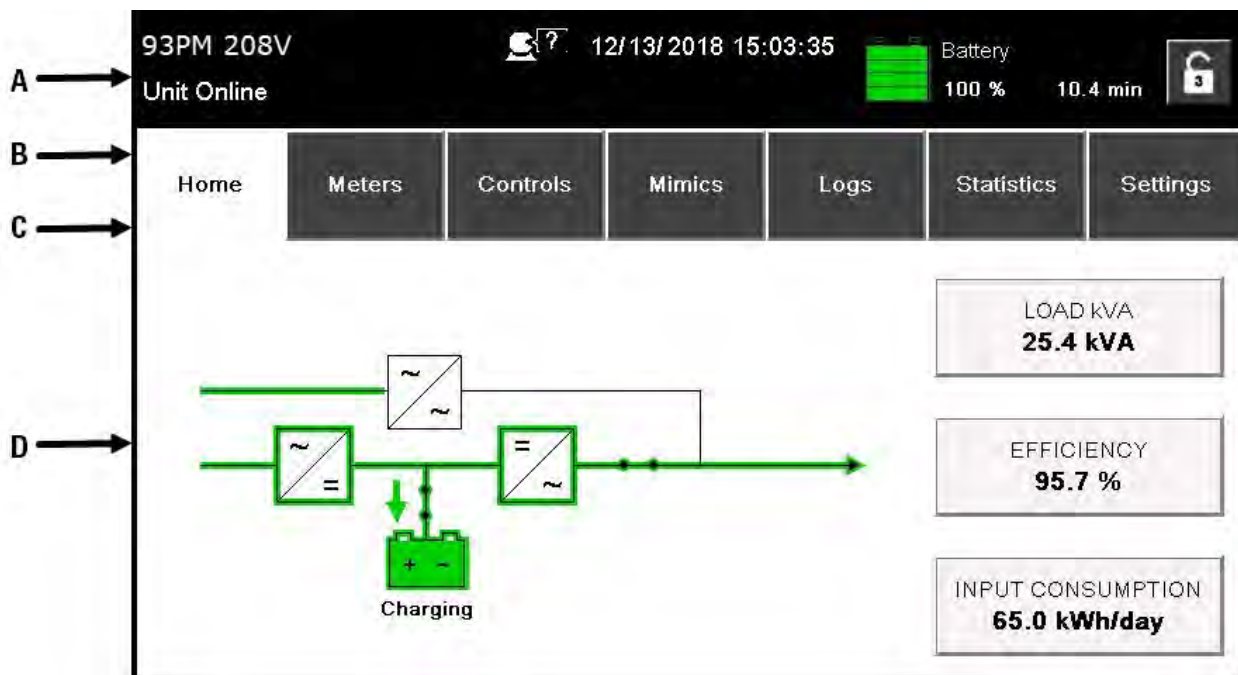 93PM 208V
? 12/13/2018 15:03:35
Battery
A
Unit Online
100 % 10.4 min
3
B
Home Meters Controls Mimics Logs Statistics Settings
C
LOAD kVA
25.4 kVA
~
~
D
~
=
=
~
EFFICIENCY
95.7 %
+ -
Charging
INPUT CONSUMPTION
65.0 kWh/day